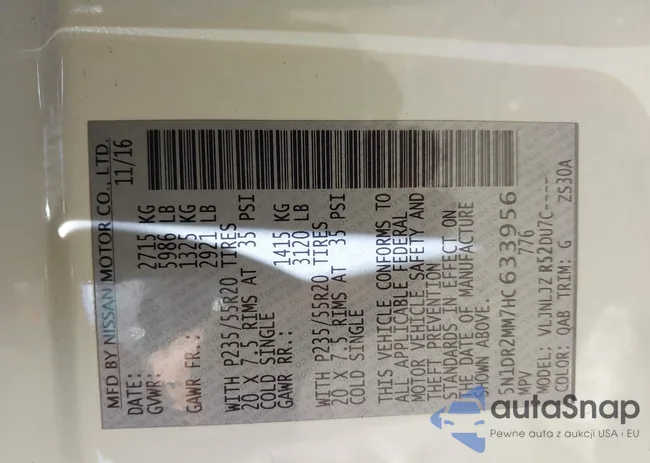 MFD BY NISSAN MOTOR CO., LTD.
DATE: 11/16
GVWR: 2715 KG
5986 LB
GAWR FR.: 1325 KG
2921 LB
WITH P235/55R20 TIRES
20 X 7.5 RIMS AT 35 PSI
COLD SINGLE
GAWR RR.: 1415 KG
3120 LB
WITH P235/55R20 TIRES
20 X 7.5 RIMS AT 35 PSI
COLD SINGLE
THIS VEHICLE CONFORMS TO
ALL APPLICABLE FEDERAL
MOTOR VEHICLE SAFETY AND
THEFT PREVENTION
STANDARDS IN EFFECT ON
THE DATE OF MANUFACTURE
SHOWN ABOVE.
5N1DR2MM7HC633956
MPV 776
MODEL: VLJNLJZ R52DU7C----
COLOR: QAB TRIM: G Z530A
autaSnap
Pewne auta z aukcji USA i EU